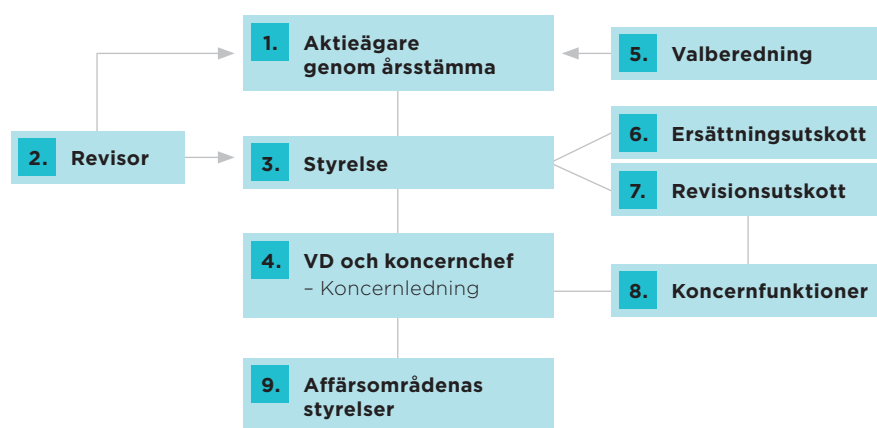 1. Aktieägare
genom årsstämma
5. Valberedning
2. Revisor
3. Styrelse
6. Ersättningsutskott
7. Revisionsutskott
4. VD och koncernchef
– Koncernledning
8. Koncernfunktioner
9. Affärsområdenas
styrelser